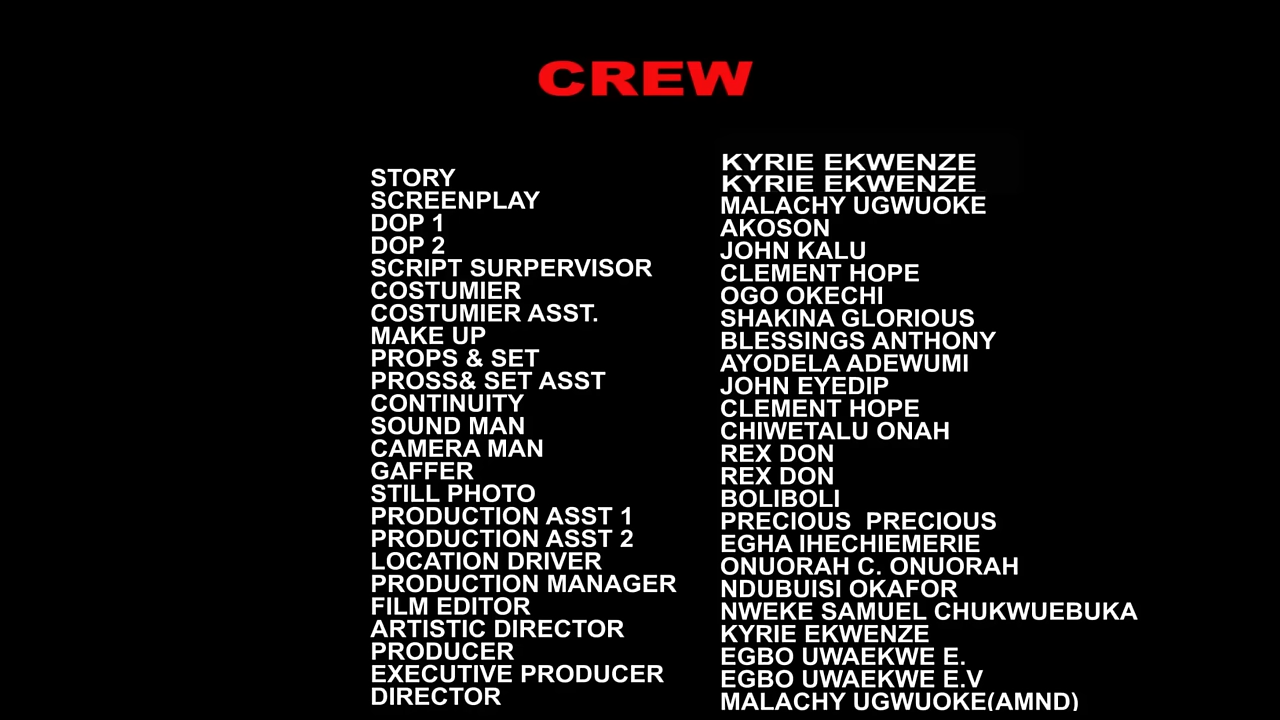 CREW
STORY
SCREENPLAY
DOP 1
DOP 2
SCRIPT SURPERVISOR
COSTUMIER
COSTUMIER ASST.
MAKE UP
PROPS & SET
PROSS& SET ASST
CONTINUITY
SOUND MAN
CAMERA MAN
GAFFER
STILL PHOTO
PRODUCTION ASST 1
PRODUCTION ASST 2
LOCATION DRIVER
PRODUCTION MANAGER
FILM EDITOR
ARTISTIC DIRECTOR
PRODUCER
EXECUTIVE PRODUCER
DIRECTOR
KYRIE EKWENZE
KYRIE EKWENZE
MALACHY UGWUOKE
AKOSON
JOHN KALU
CLEMENT HOPE
OGO OKECHI
SHAKINA GLORIOUS
BLESSINGS ANTHONY
AYODELA ADEWUMI
JOHN EYEDIP
CLEMENT HOPE
CHIWETALU ONAH
REX DON
REX DON
BOLIBOLI
PRECIOUS  PRECIOUS
EGHA IHECHIEMERIE
ONUORAH C. ONUORAH
NDUBUISI OKAFOR
NWEKE SAMUEL CHUKWUEBUKA
KYRIE EKWENZE
EGBO UWAEKWE E.
EGBO UWAEKWE E.V
MALACHY UGWUOKE(AMND)